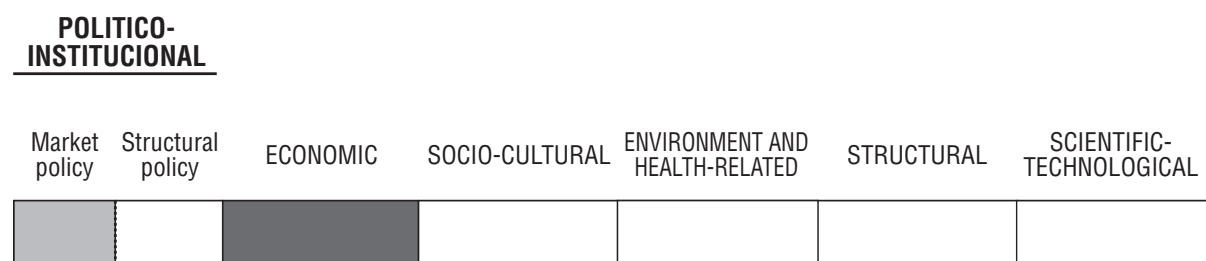 POLITICO-
INSTITUCIONAL
Market policy
Structural policy
ECONOMIC
SOCIO-CULTURAL
ENVIRONMENT AND
HEALTH-RELATED
STRUCTURAL
SCIENTIFIC-
TECHNOLOGICAL